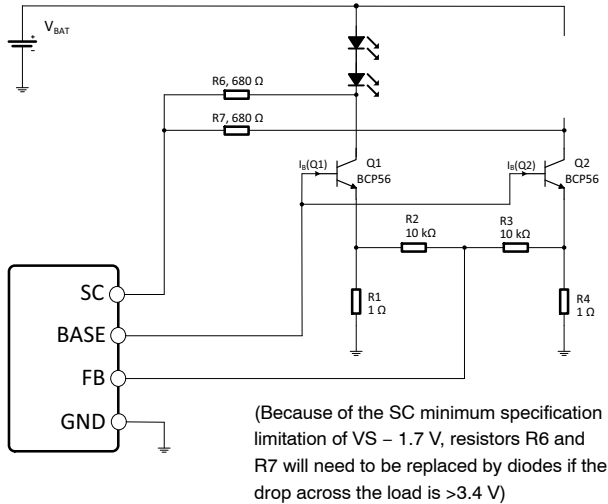 V_BAT
R6, 680 Ω
R7, 680 Ω
I_B(Q1)
Q1
BCP56
I_B(Q2)
Q2
BCP56
R2
10 kΩ
R3
10 kΩ
R1
1 Ω
R4
1 Ω
SC
BASE
FB
GND
(Because of the SC minimum specification
limitation of VS – 1.7 V, resistors R6 and
R7 will need to be replaced by diodes if the
drop across the load is >3.4 V)